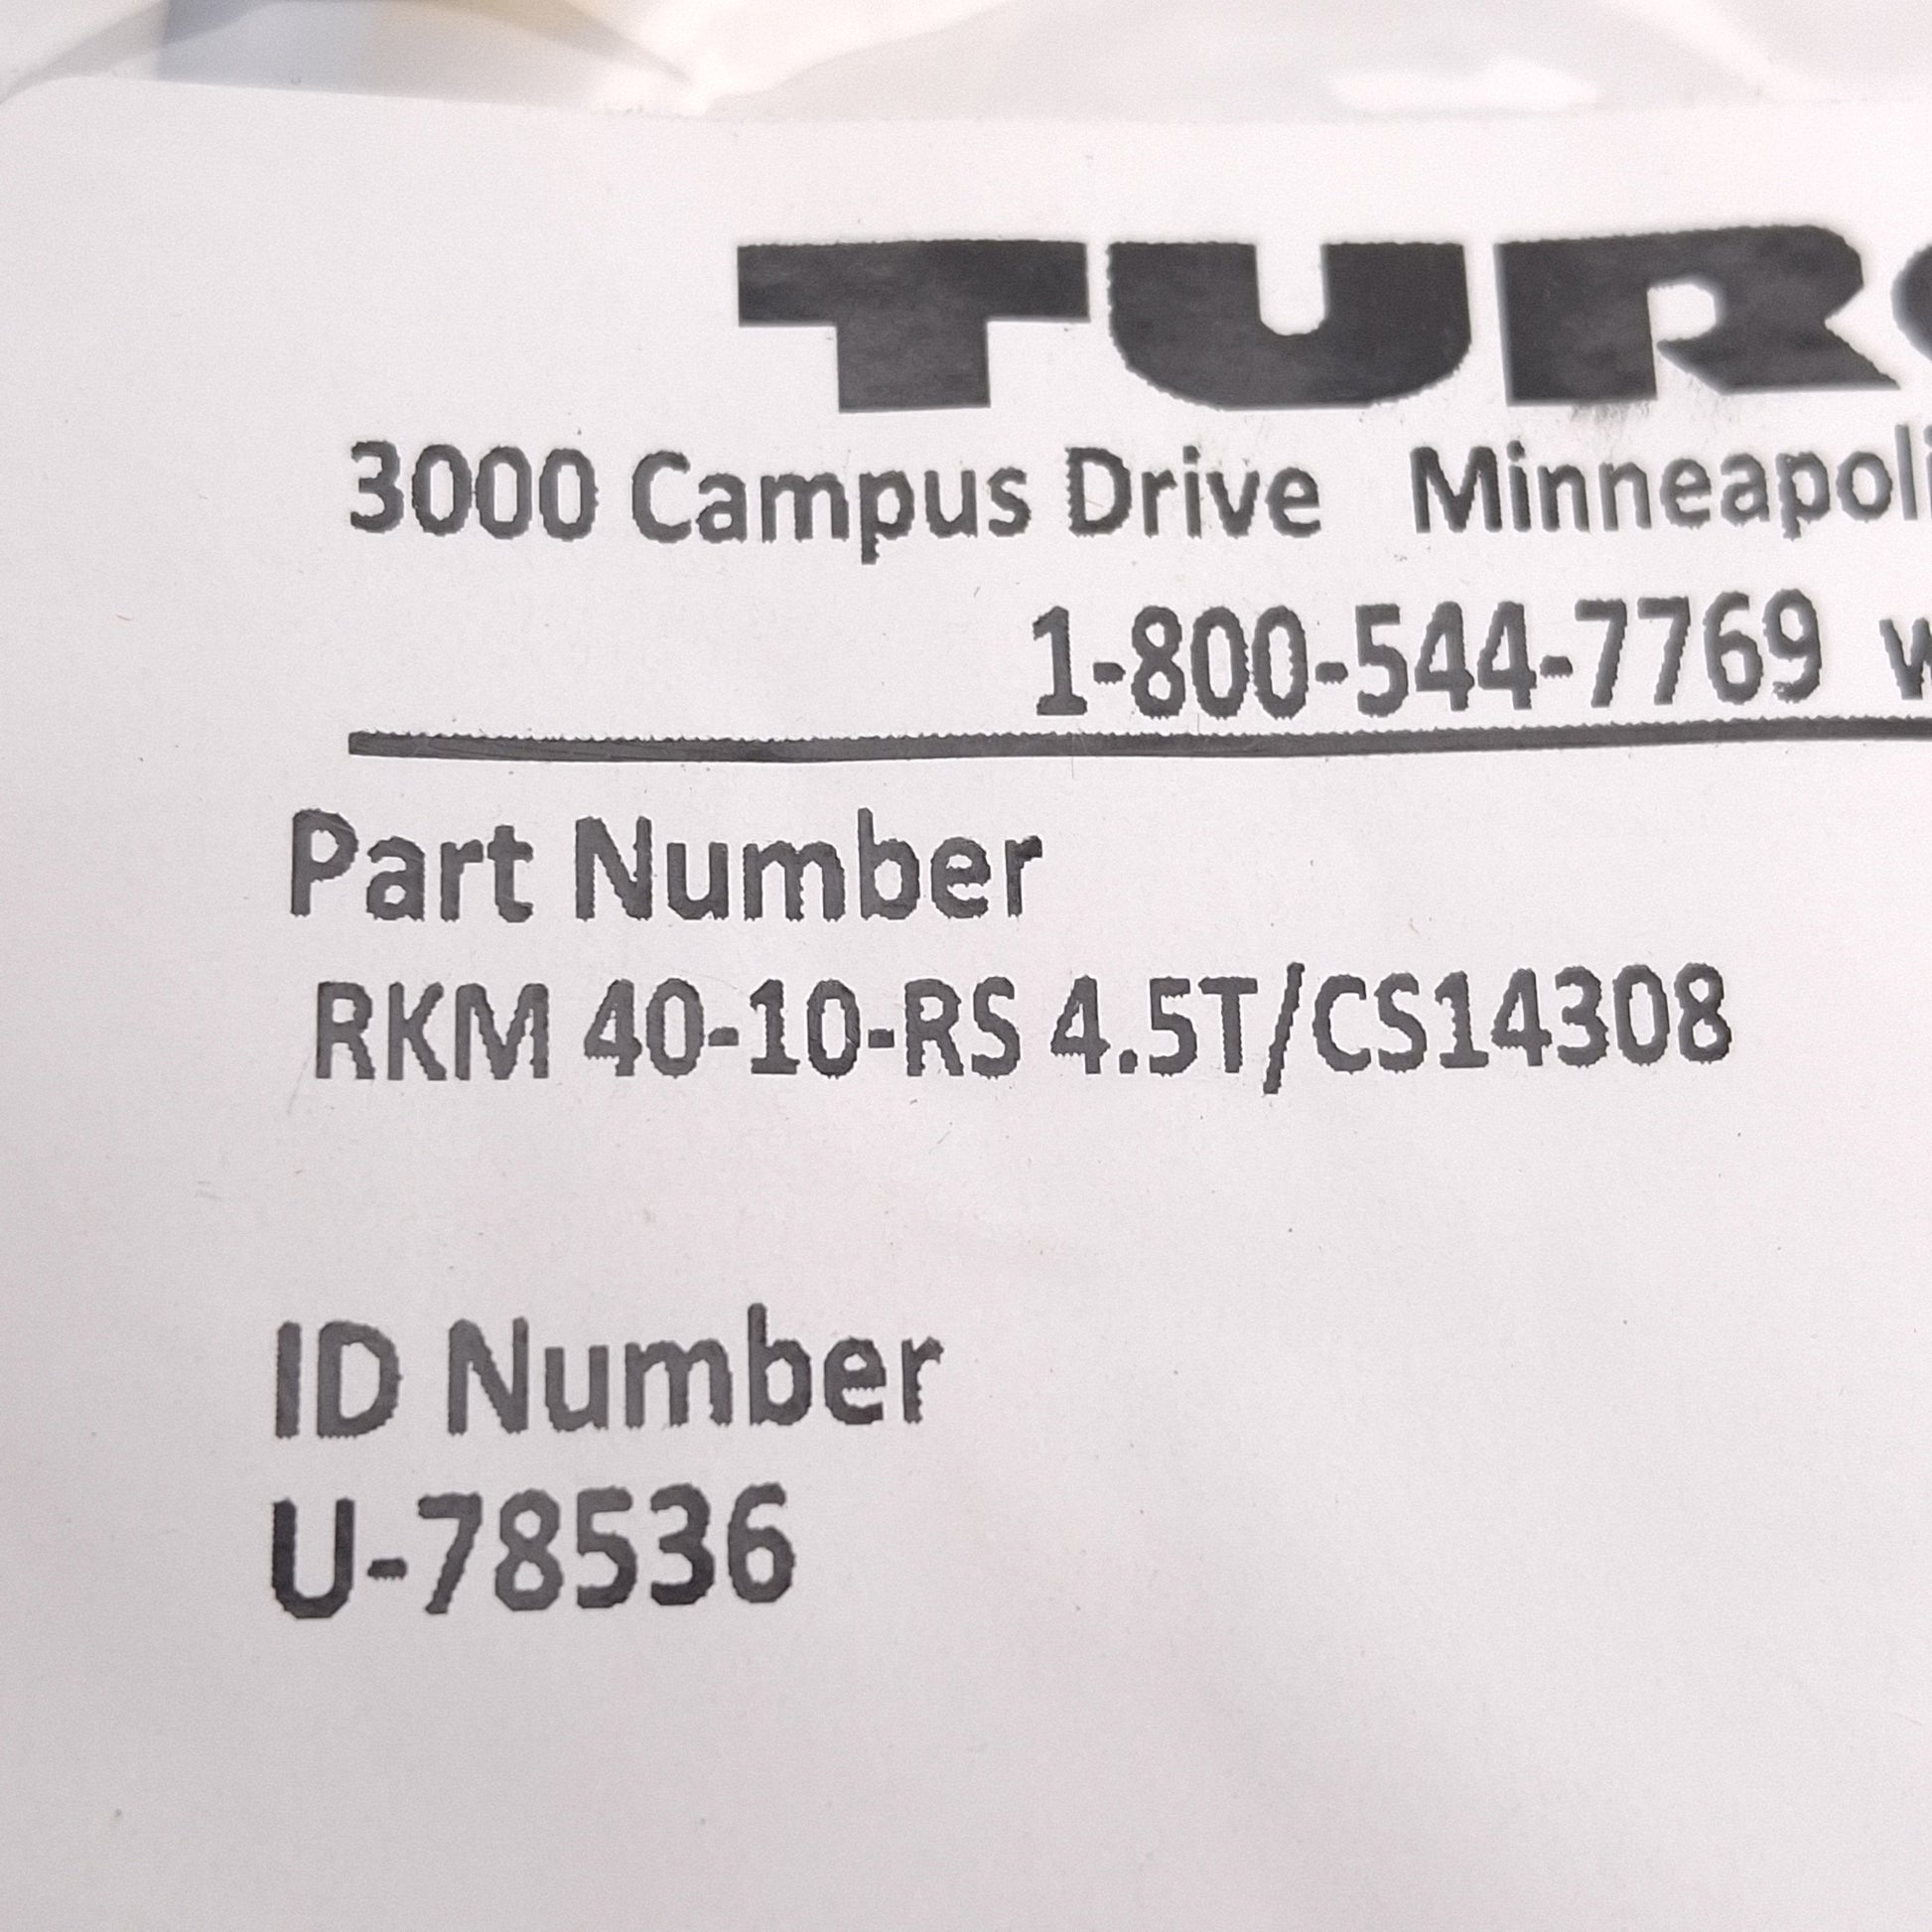 TURC
3000 Campus Drive Minneapoli
1-800-544-7769 w
Part Number
RKM 40-10-RS 4.5T/CS14308
ID Number
U-78536